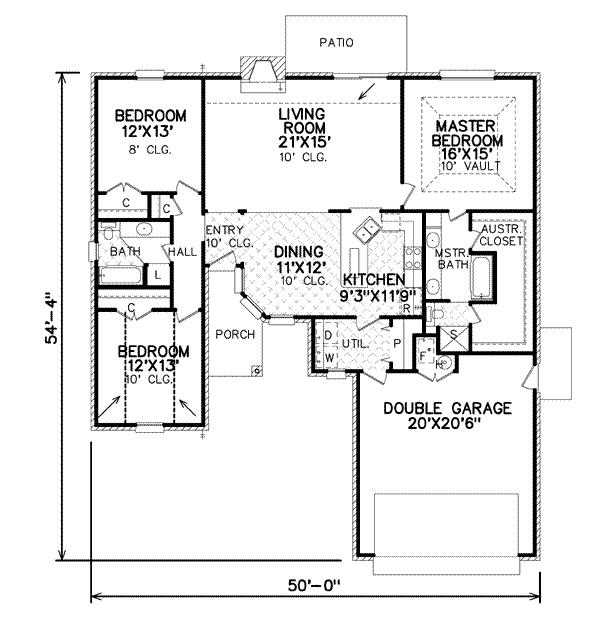 PATIO
BEDROOM
12'X13'
8' CLG.
LIVING
ROOM
21'X15'
10' CLG.
MASTER
BEDROOM
16'X15'
10' VAULT
C
C
ENTRY
10' CLG.
AUSTR.
CLOSET
BATH
HALL
DINING
11'X12'
10' CLG.
KITCHEN
9'3"X11'9"
MSTR.
BATH
L
C
R
54'-4"
PORCH
BEDROOM
12'X13'
10' CLG.
D
W
UTIL.
P
S
F
H
DOUBLE GARAGE
20'X20'6"
50'-0"